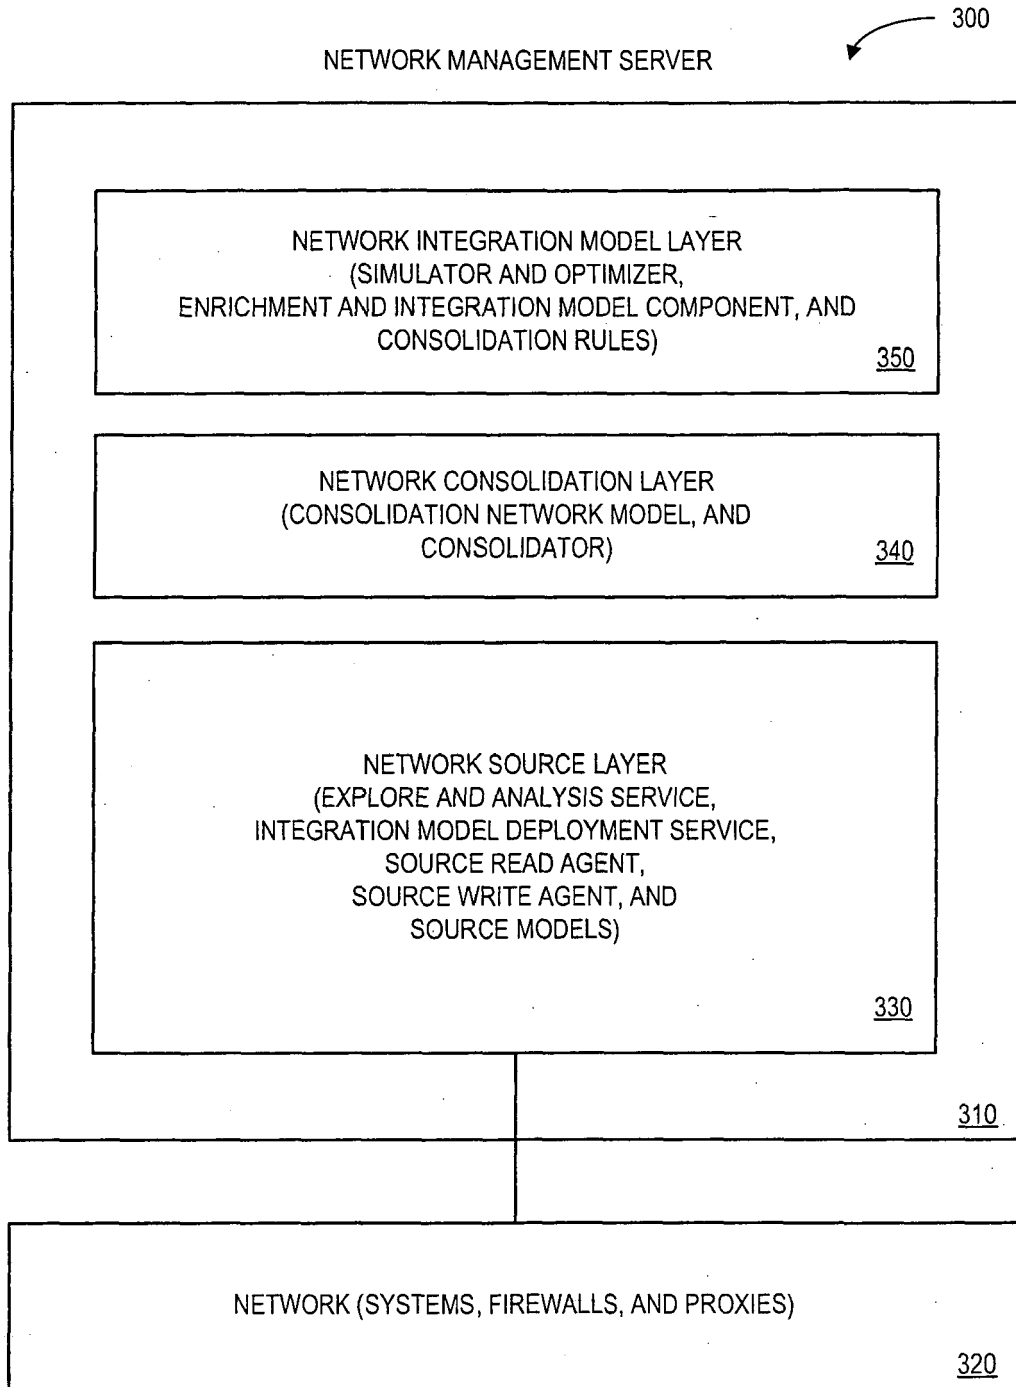 300
NETWORK MANAGEMENT SERVER
NETWORK INTEGRATION MODEL LAYER
(SIMULATOR AND OPTIMIZER,
ENRICHMENT AND INTEGRATION MODEL COMPONENT, AND
CONSOLIDATION RULES)
350
NETWORK CONSOLIDATION LAYER
(CONSOLIDATION NETWORK MODEL, AND
CONSOLIDATOR)
340
NETWORK SOURCE LAYER
(EXPLORE AND ANALYSIS SERVICE,
INTEGRATION MODEL DEPLOYMENT SERVICE,
SOURCE READ AGENT,
SOURCE WRITE AGENT, AND
SOURCE MODELS)
330
310
NETWORK (SYSTEMS, FIREWALLS, AND PROXIES)
320